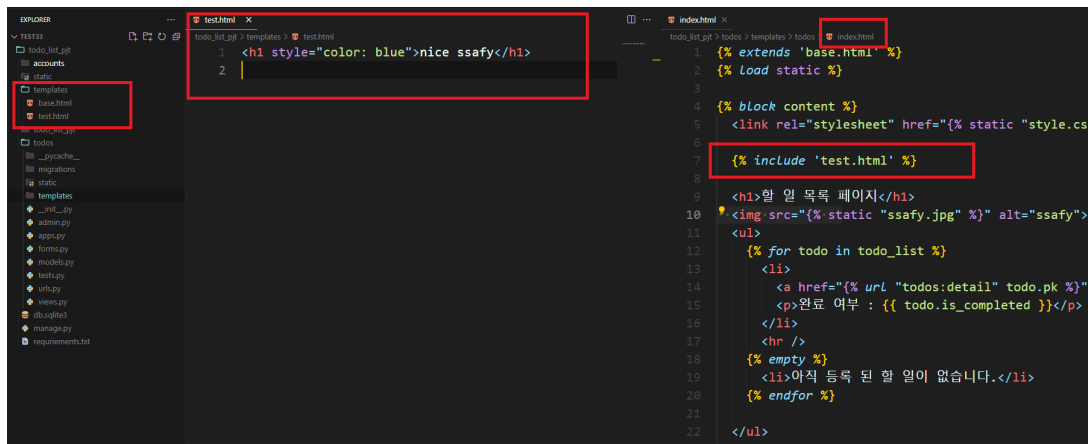 EXPLORER
TEST33
todo_list_pjt
accounts
static
templates
base.html
test.html
todo_list_pjt
todos
__pycache__
migrations
static
templates
__init__.py
admin.py
apps.py
forms.py
models.py
tests.py
urls.py
views.py
db.sqlite3
manage.py
requriements.txt
test.html
todo_list_pjt > templates > test.html
1 <h1 style="color: blue">nice ssafy</h1>
2
index.html
todo_list_pjt > todos > templates > todos > index.html
1 {% extends 'base.html' %}
2 {% load static %}
3
4 {% block content %}
5 <link rel="stylesheet" href="{% static "style.cs
6
7 {% include 'test.html' %}
8
9 <h1>할 일 목록 페이지</h1>
10 <img src="{% static "ssafy.jpg" %}" alt="ssafy">
11 <ul>
12 {% for todo in todo_list %}
13 <li>
14 <a href="{% url "todos:detail" todo.pk %}"
15 <p>완료 여부 : {{ todo.is_completed }}</p>
16 </li>
17 <hr />
18 {% empty %}
19 <li>아직 등록 된 할 일이 없습니다.</li>
20 {% endfor %}
21
22 </ul>